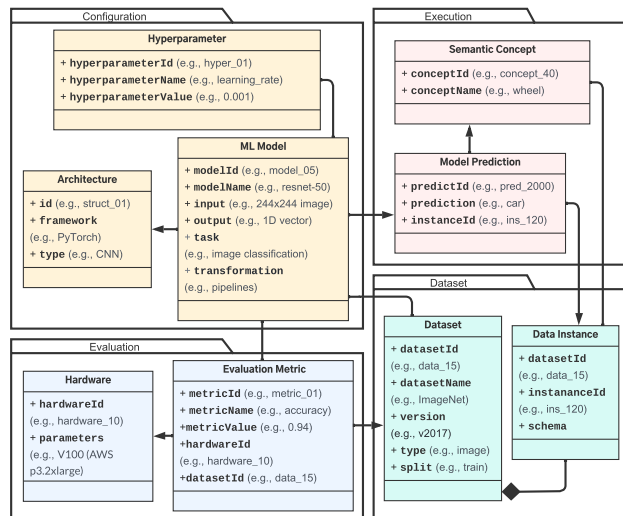 Configuration
Hyperparameter
+ hyperparameterId (e.g., hyper_01)
+ hyperparameterName (e.g., learning_rate)
+ hyperparameterValue (e.g., 0.001)
ML Model
+ modelId (e.g., model_05)
+ modelName (e.g., resnet-50)
+ input (e.g., 244x244 image)
+ output (e.g., 1D vector)
+ task
(e.g., image classification)
+ transformation
(e.g., pipelines)
Architecture
+ id (e.g., struct_01)
+ framework
(e.g., PyTorch)
+ type (e.g., CNN)
Execution
Semantic Concept
+ conceptId (e.g., concept_40)
+ conceptName (e.g., wheel)
Model Prediction
+ predictId (e.g., pred_2000)
+ prediction (e.g., car)
+ instanceId (e.g., ins_120)
Evaluation
Hardware
+ hardwareId
(e.g., hardware_10)
+ parameters
(e.g., V100 (AWS
p3.2xlarge)
Evaluation Metric
+ metricId (e.g., metric_01)
+ metricName (e.g., accuracy)
+metricValue (e.g., 0.94)
+hardwareId
(e.g., hardware_10)
+datasetId (e.g., data_15)
Dataset
Dataset
+ datasetId
(e.g., data_15)
+ datasetName
(e.g., ImageNet)
+ version
(e.g., v2017)
+ type (e.g., image)
+ split (e.g., train)
Data Instance
+ datasetId
(e.g., data_15)
+ instananceId
(e.g., ins_120)
+ schema